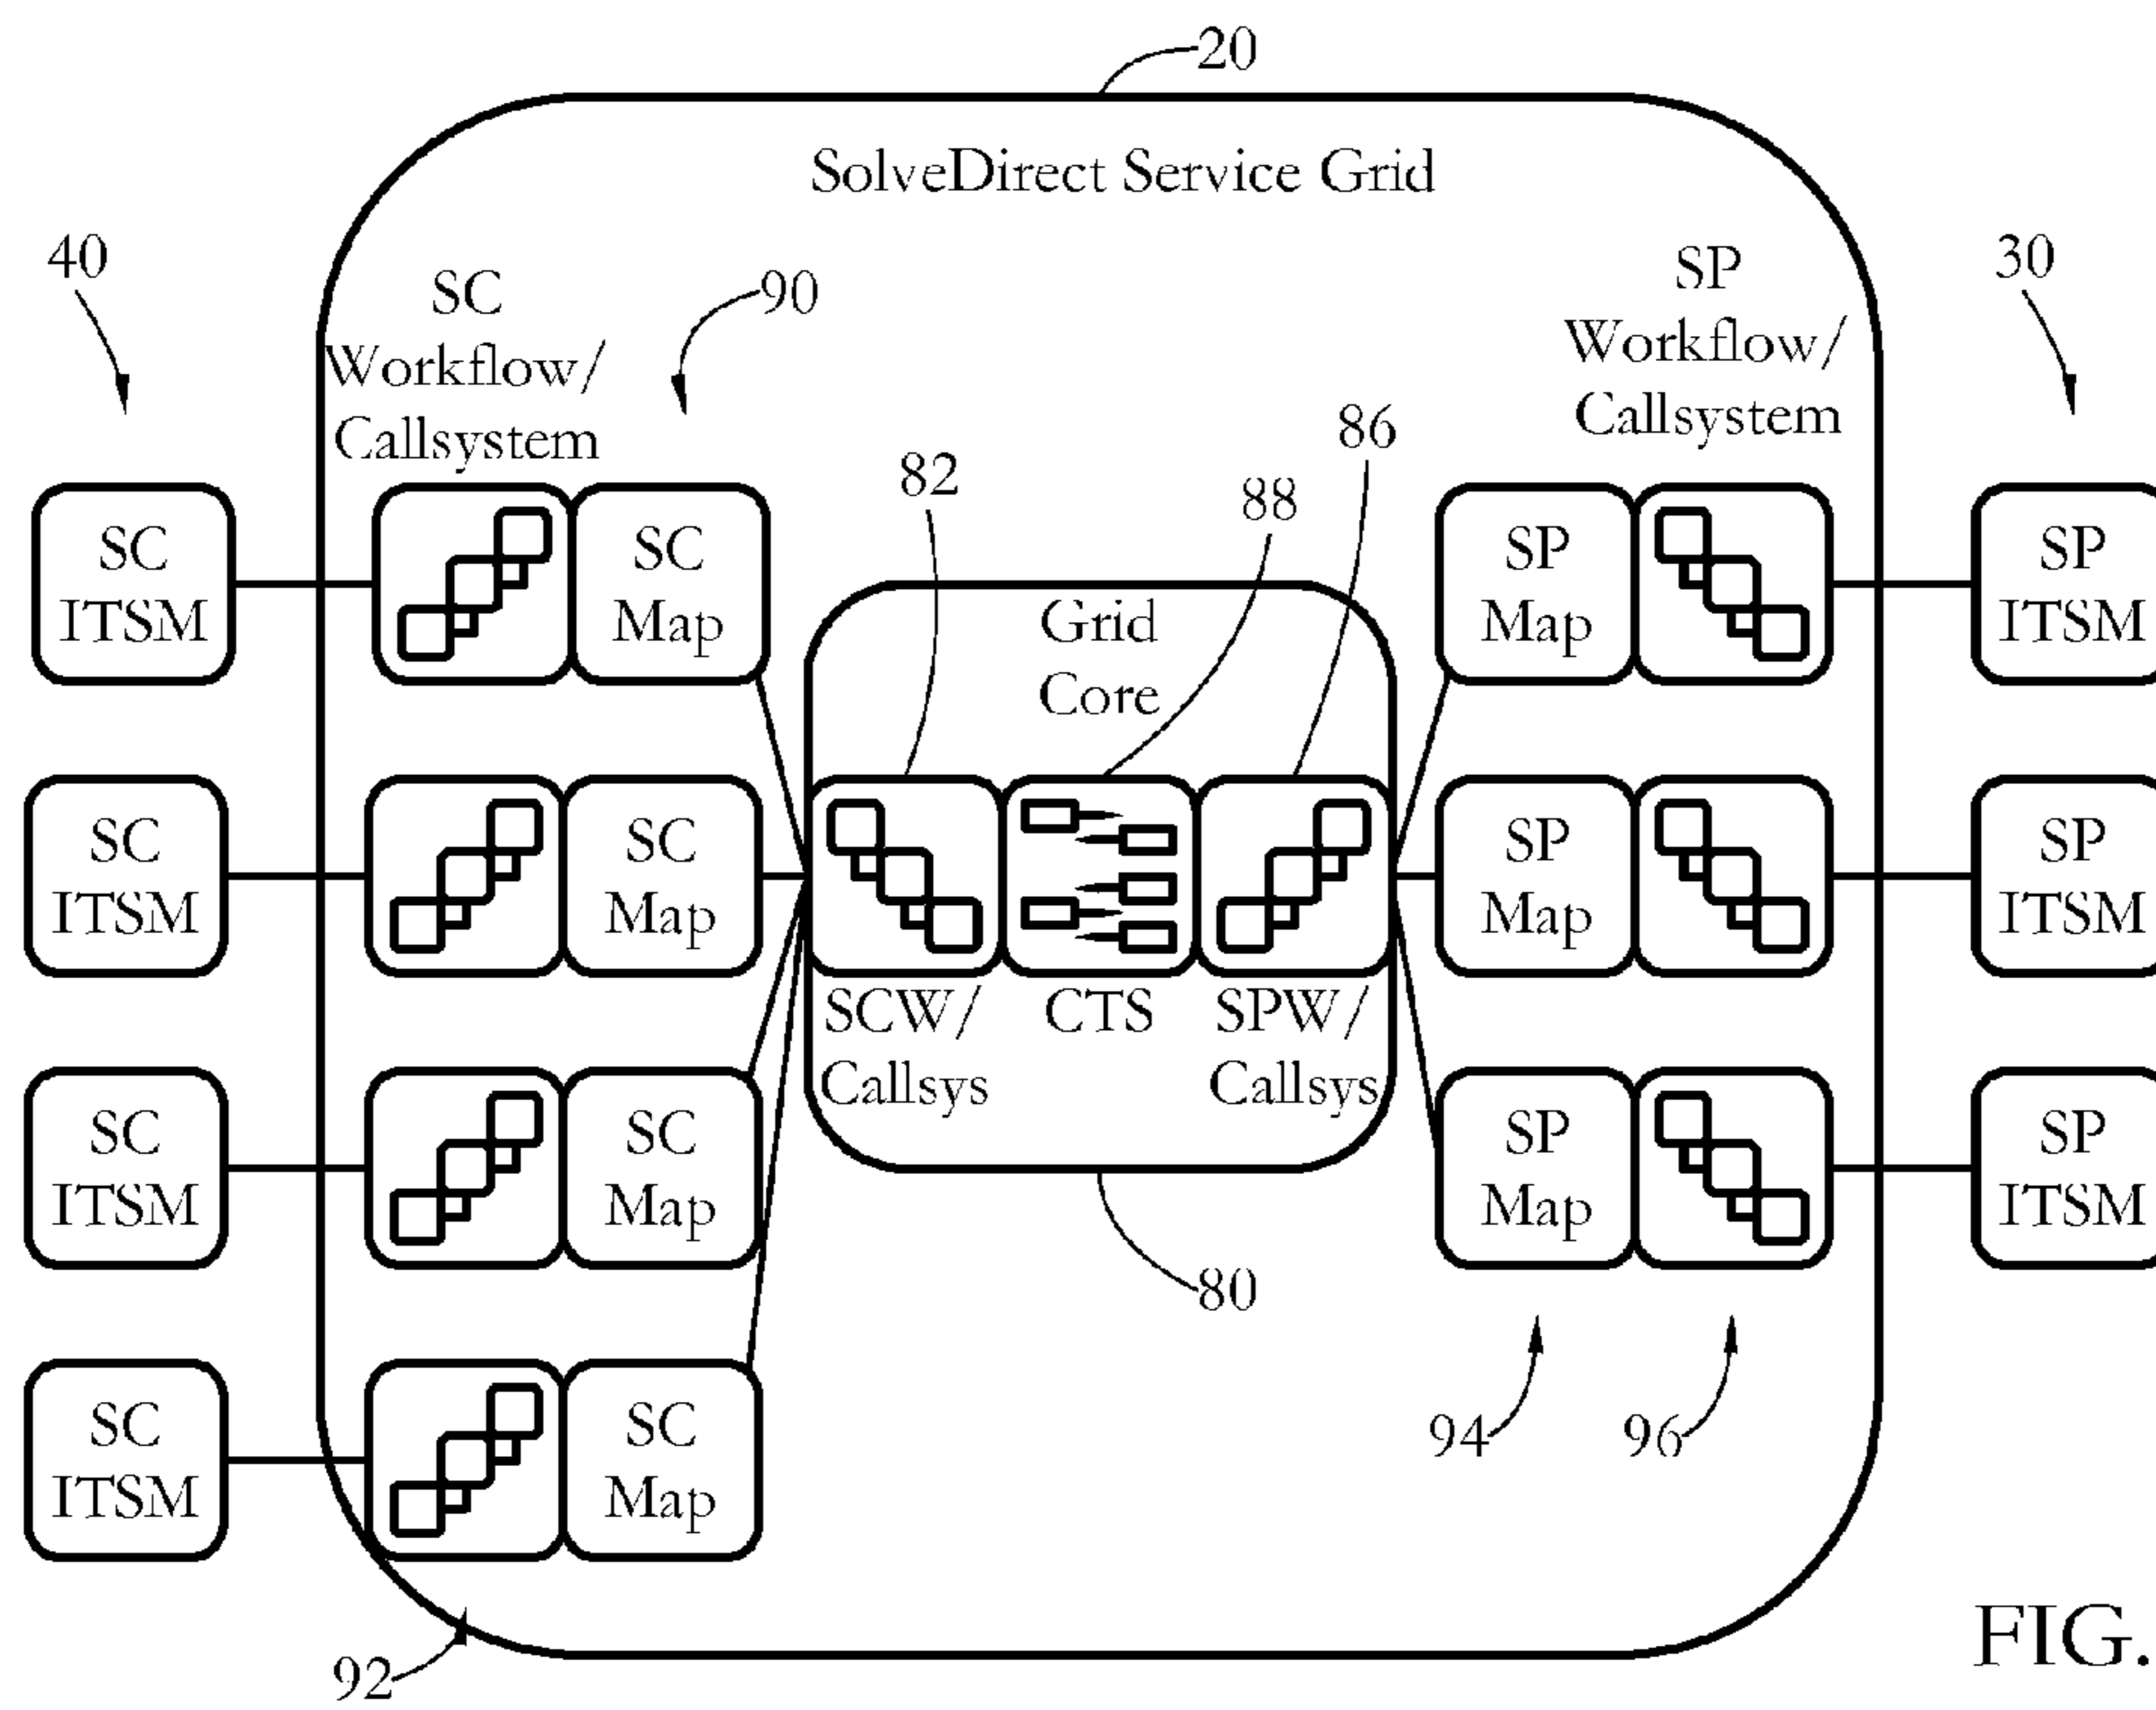 20
SolveDirect Service Grid
40
SC
Workflow/
Callsystem
90
SP
Workflow/
Callsystem
30
82
88
86
SC
ITSM
SC
Map
Grid
Core
SP
Map
SP
ITSM
SC
ITSM
SC
Map
SP
Map
SP
ITSM
SCW/
Callsys
CTS
SPW/
Callsys
SC
ITSM
SC
Map
SP
Map
SP
ITSM
80
SC
ITSM
SC
Map
94
96
92
FIG.